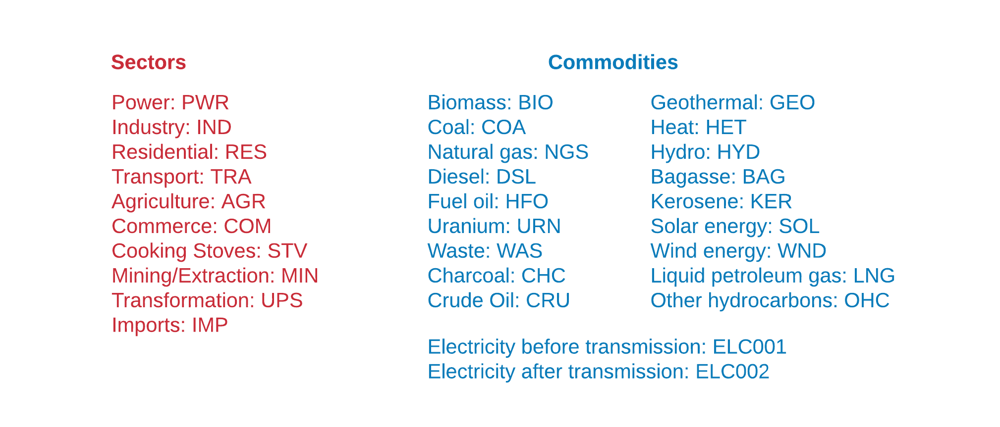 Sectors
Power: PWR
Industry: IND
Residential: RES
Transport: TRA
Agriculture: AGR
Commerce: COM
Cooking Stoves: STV
Mining/Extraction: MIN
Transformation: UPS
Imports: IMP
Commodities
Biomass: BIO
Coal: COA
Natural gas: NGS
Diesel: DSL
Fuel oil: HFO
Uranium: URN
Waste: WAS
Charcoal: CHC
Crude Oil: CRU
Geothermal: GEO
Heat: HET
Hydro: HYD
Bagasse: BAG
Kerosene: KER
Solar energy: SOL
Wind energy: WND
Liquid petroleum gas: LNG
Other hydrocarbons: OHC
Electricity before transmission: ELC001
Electricity after transmission: ELC002